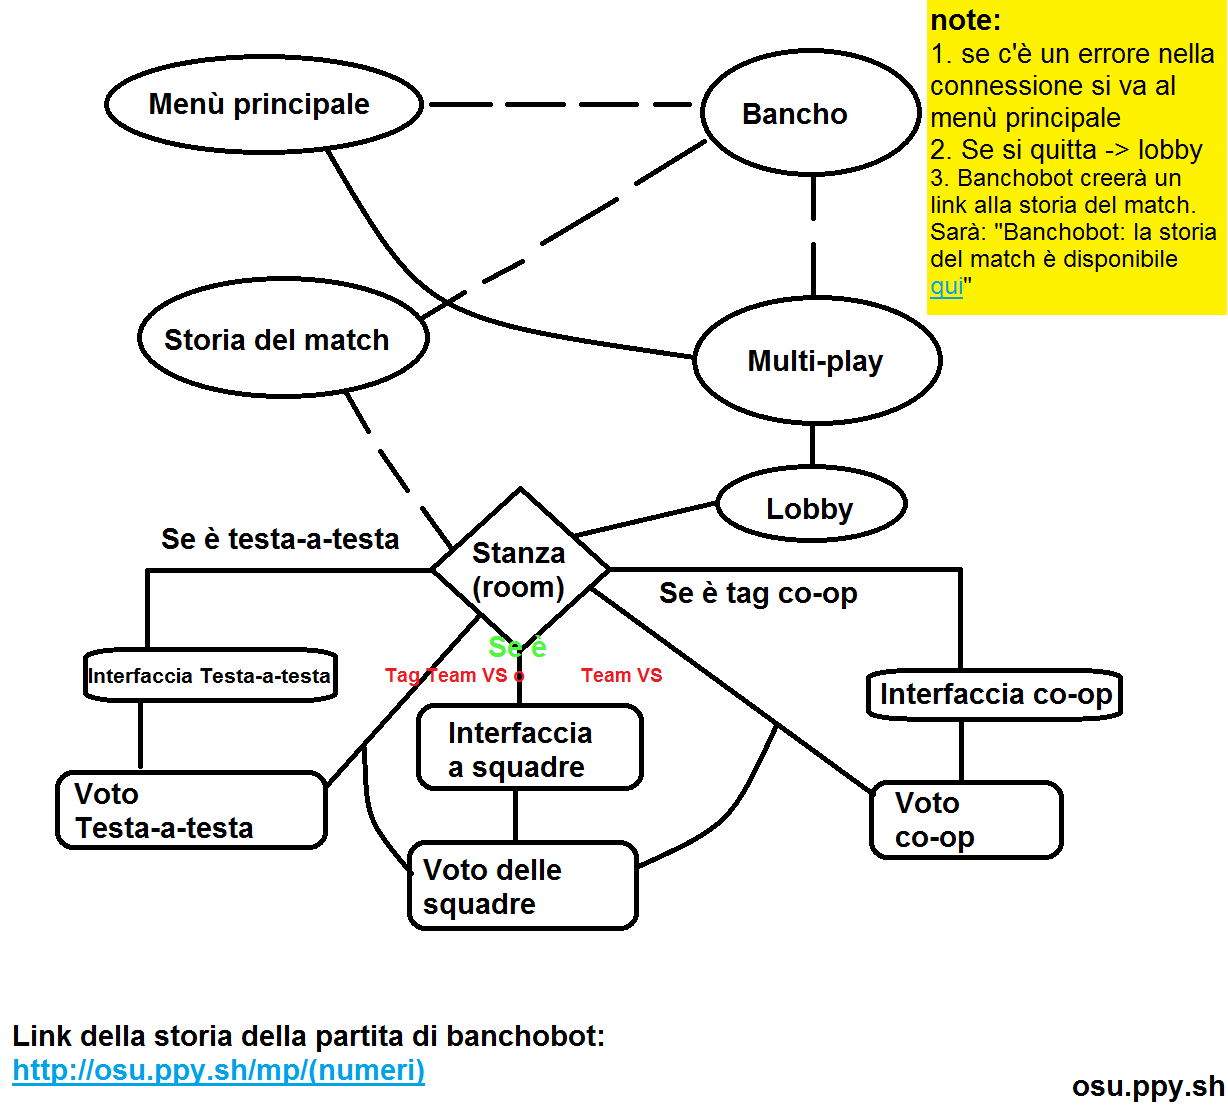 note:
1. se c'è un errore nella
connessione si va al
menù principale
2. Se si quitta -> lobby
3. Banchobot creerà un
link alla storia del match.
Sarà: "Banchobot: la storia
del match è disponibile
qui"
Menù principale
Bancho
Storia del match
Multi-play
Lobby
Se è testa-a-testa
Stanza
(room)
Se è tag co-op
Se è
Tag Team VS o
Team VS
Interfaccia Testa-a-testa
Interfaccia co-op
Interfaccia
a squadre
Voto
Testa-a-testa
Voto
co-op
Voto delle
squadre
Link della storia della partita di banchobot:
http://osu.ppy.sh/mp/(numeri)
osu.ppy.sh